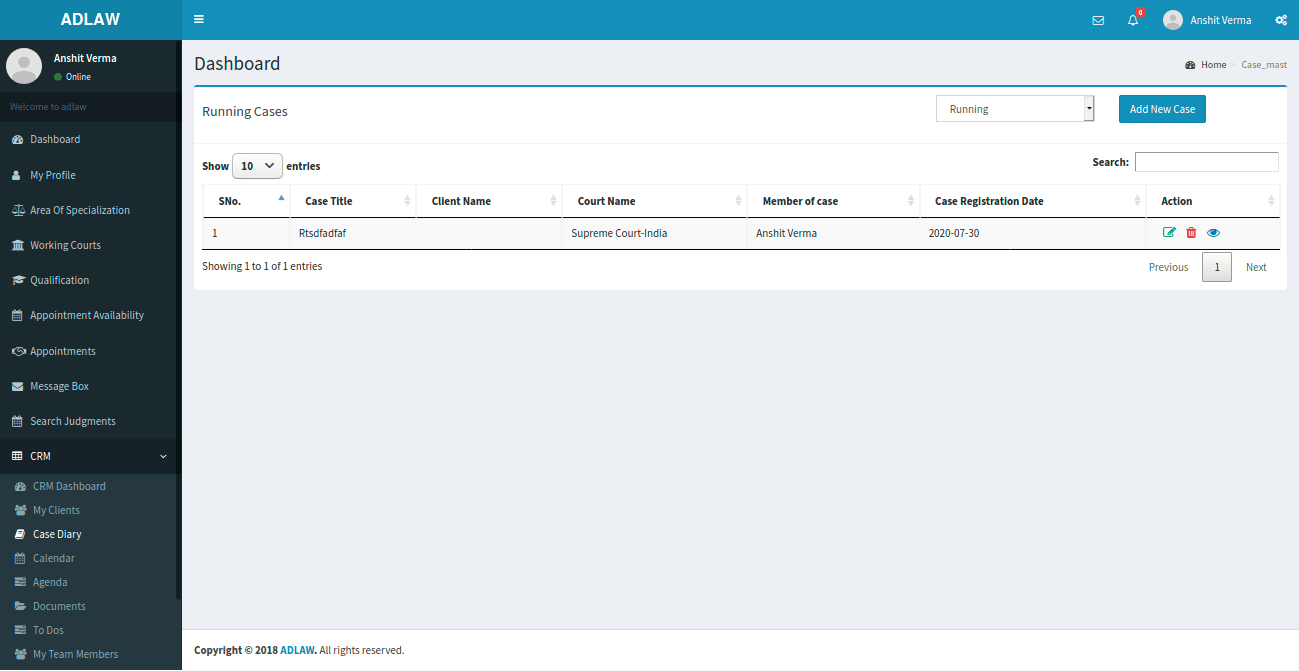 ADLAW
0
Anshit Verma
Anshit Verma
Online
Welcome to adlaw
Dashboard
My Profile
Area Of Specialization
Working Courts
Qualification
Appointment Availability
Appointments
Message Box
Search Judgments
CRM
CRM Dashboard
My Clients
Case Diary
Calendar
Agenda
Documents
To Dos
My Team Members
Dashboard
Home > Case_mast
Running Cases
Running
Add New Case
Show 10 entries
Search:
SNo. Case Title Client Name Court Name Member of case Case Registration Date Action
1 Rtsdfadfaf Supreme Court-India Anshit Verma 2020-07-30
Showing 1 to 1 of 1 entries
Previous 1 Next
Copyright © 2018 ADLAW. All rights reserved.